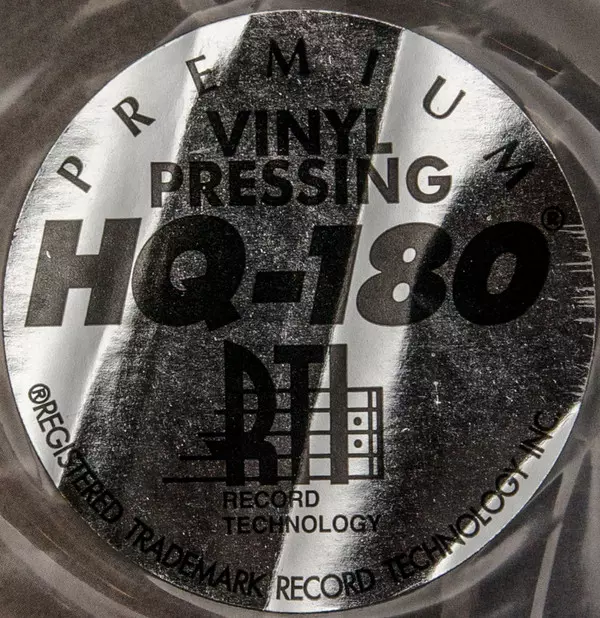 PREMIUM
VINYL
PRESSING
HQ-180®
RTI
RECORD
TECHNOLOGY
®REGISTERED TRADEMARK RECORD TECHNOLOGY INC.